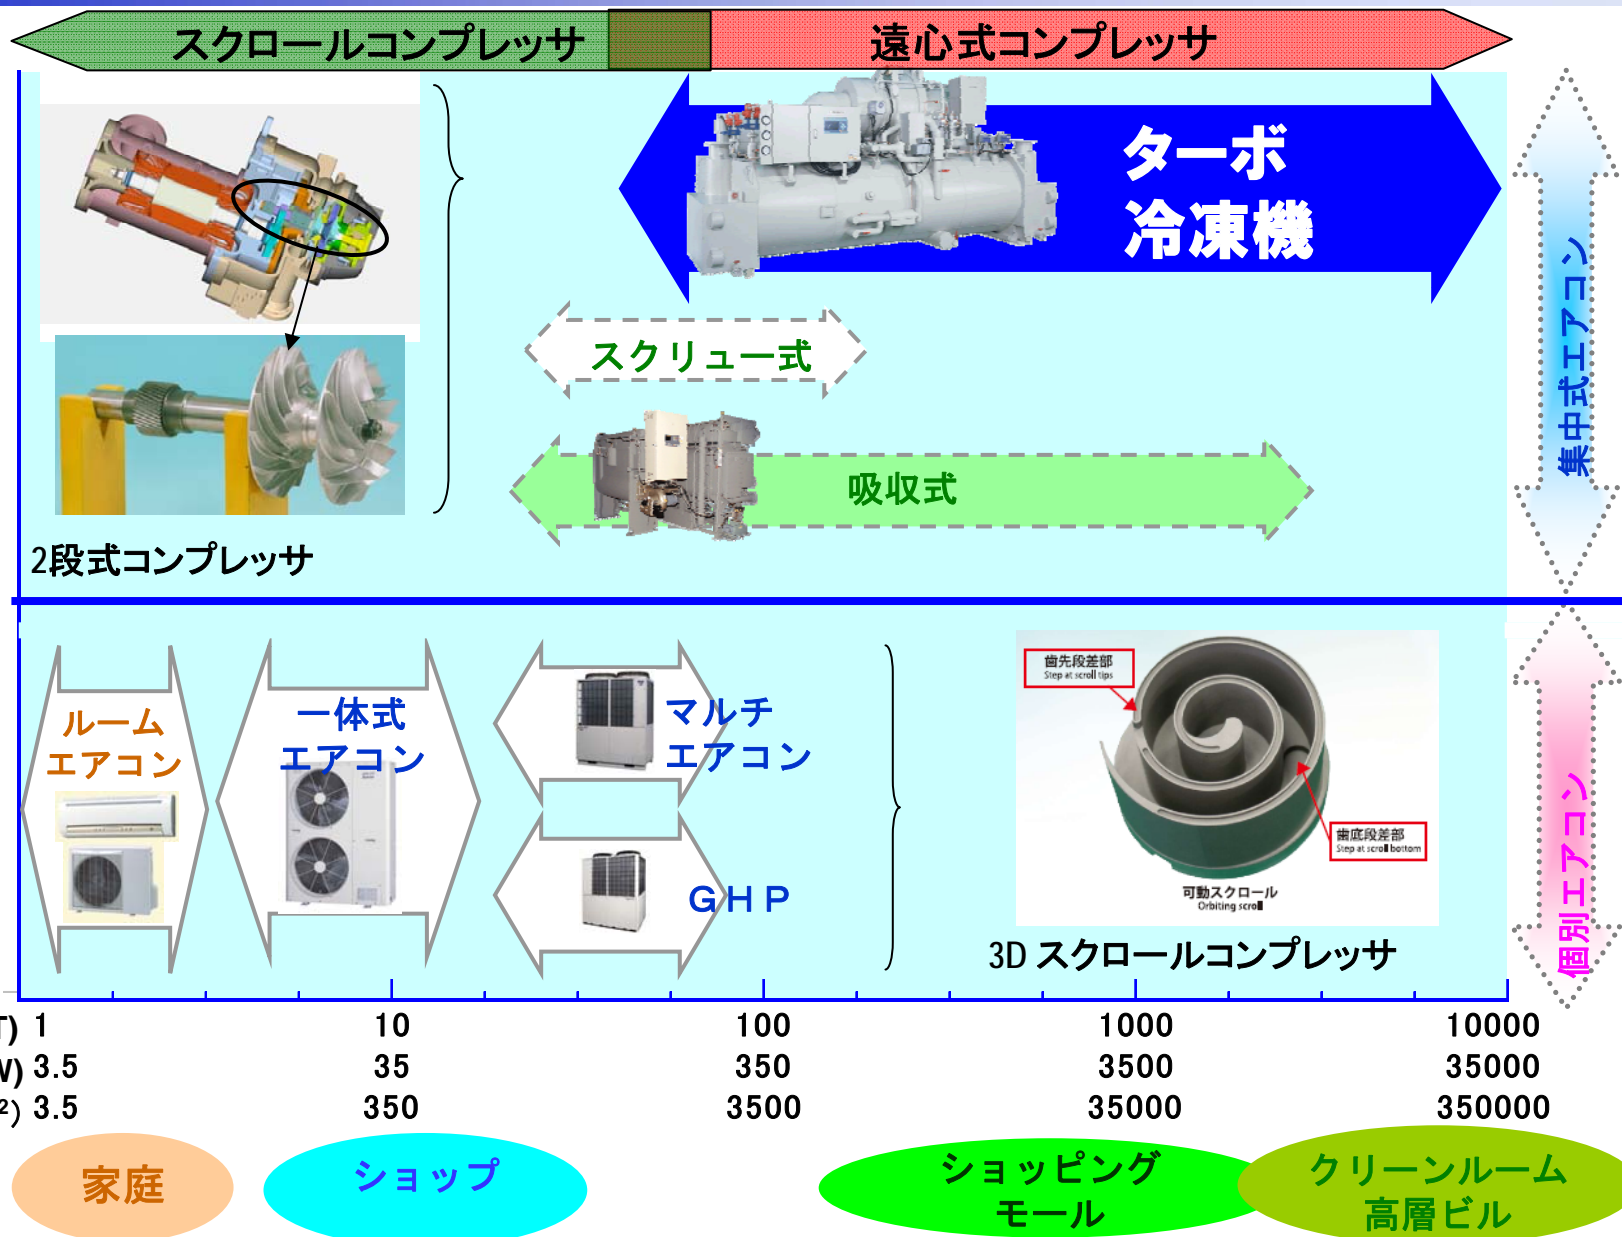 スクロールコンプレッサ
遠心式コンプレッサ
ターボ
冷凍機
スクリュー式
吸収式
2段式コンプレッサ
集中式エアコン
ルーム
エアコン
一体式
エアコン
マルチ
エアコン
GHP
歯先段差部
Step at scroll tips
歯底段差部
Step at scroll bottom
可動スクロール
Orbiting scroll
3D スクロールコンプレッサ
個別エアコン
T) 1 10 100 1000 10000
W) 3.5 35 350 3500 35000
²) 3.5 350 3500 35000 350000
家庭
ショップ
ショッピング
モール
クリーンルーム
高層ビル